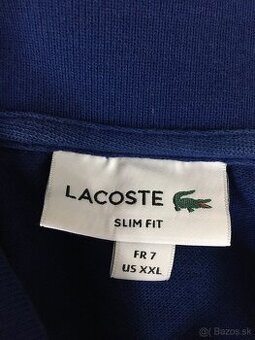 LACOSTE
SLIM FIT
FR 7
US XXL
Bazos.sk